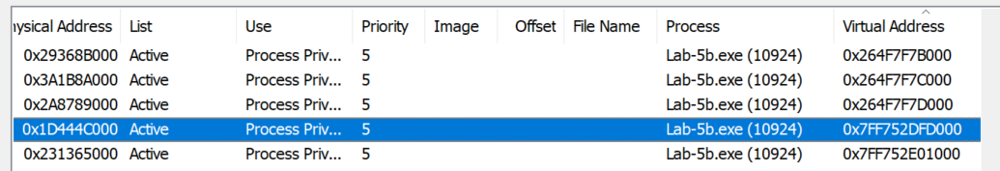 ysical Address List Use Priority Image Offset File Name Process Virtual Address
0x29368B000 Active Process Priv... 5 Lab-5b.exe (10924) 0x264F7F7B000
0x3A1B8A000 Active Process Priv... 5 Lab-5b.exe (10924) 0x264F7F7C000
0x2A8789000 Active Process Priv... 5 Lab-5b.exe (10924) 0x264F7F7D000
0x1D444C000 Active Process Priv... 5 Lab-5b.exe (10924) 0x7FF752DFD000
0x231365000 Active Process Priv... 5 Lab-5b.exe (10924) 0x7FF752E01000